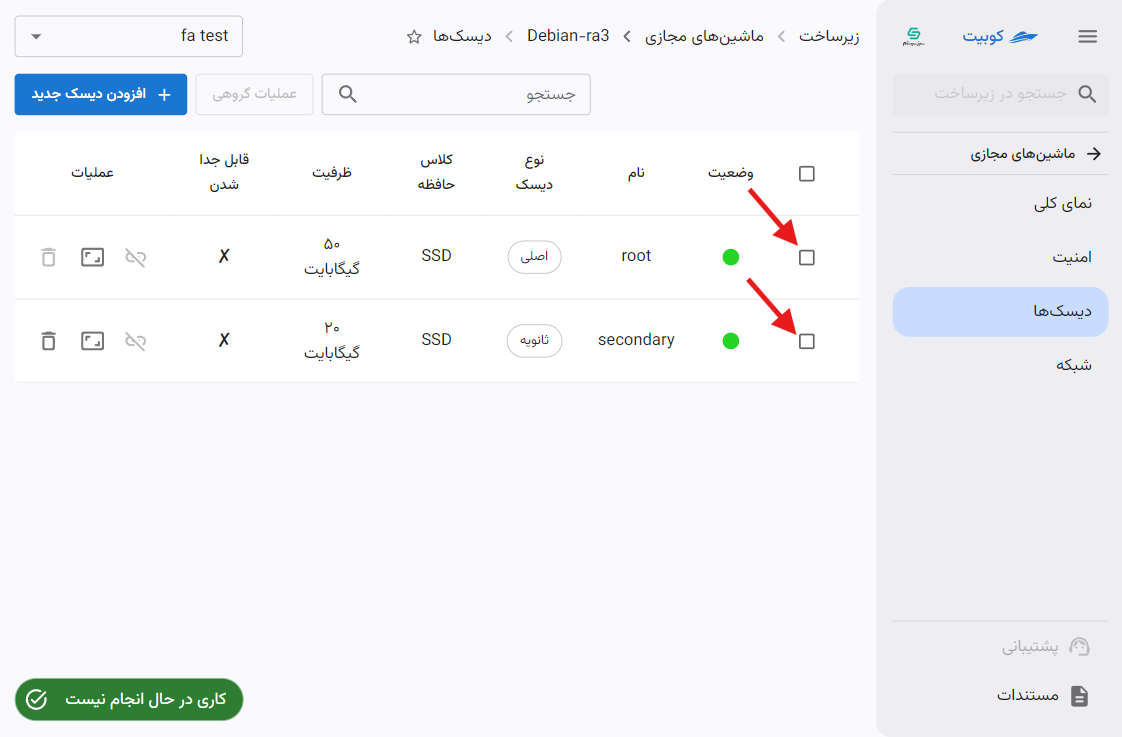 کوبیت
سبز سیستم
جستجو در زیرساخت
ماشین‌های مجازی
نمای کلی
امنیت
دیسک‌ها
شبکه
پشتیبانی
مستندات
زیرساخت
ماشین‌های مجازی
Debian-ra3
دیسک‌ها
fa test
جستجو
عملیات گروهی
افزودن دیسک جدید
وضعیت
نام
نوع
دیسک
کلاس
حافظه
ظرفیت
قابل جدا
شدن
عملیات
root
اصلی
SSD
۵۰
گیگابایت
✗
secondary
ثانویه
SSD
۲۰
گیگابایت
✗
کاری در حال انجام نیست